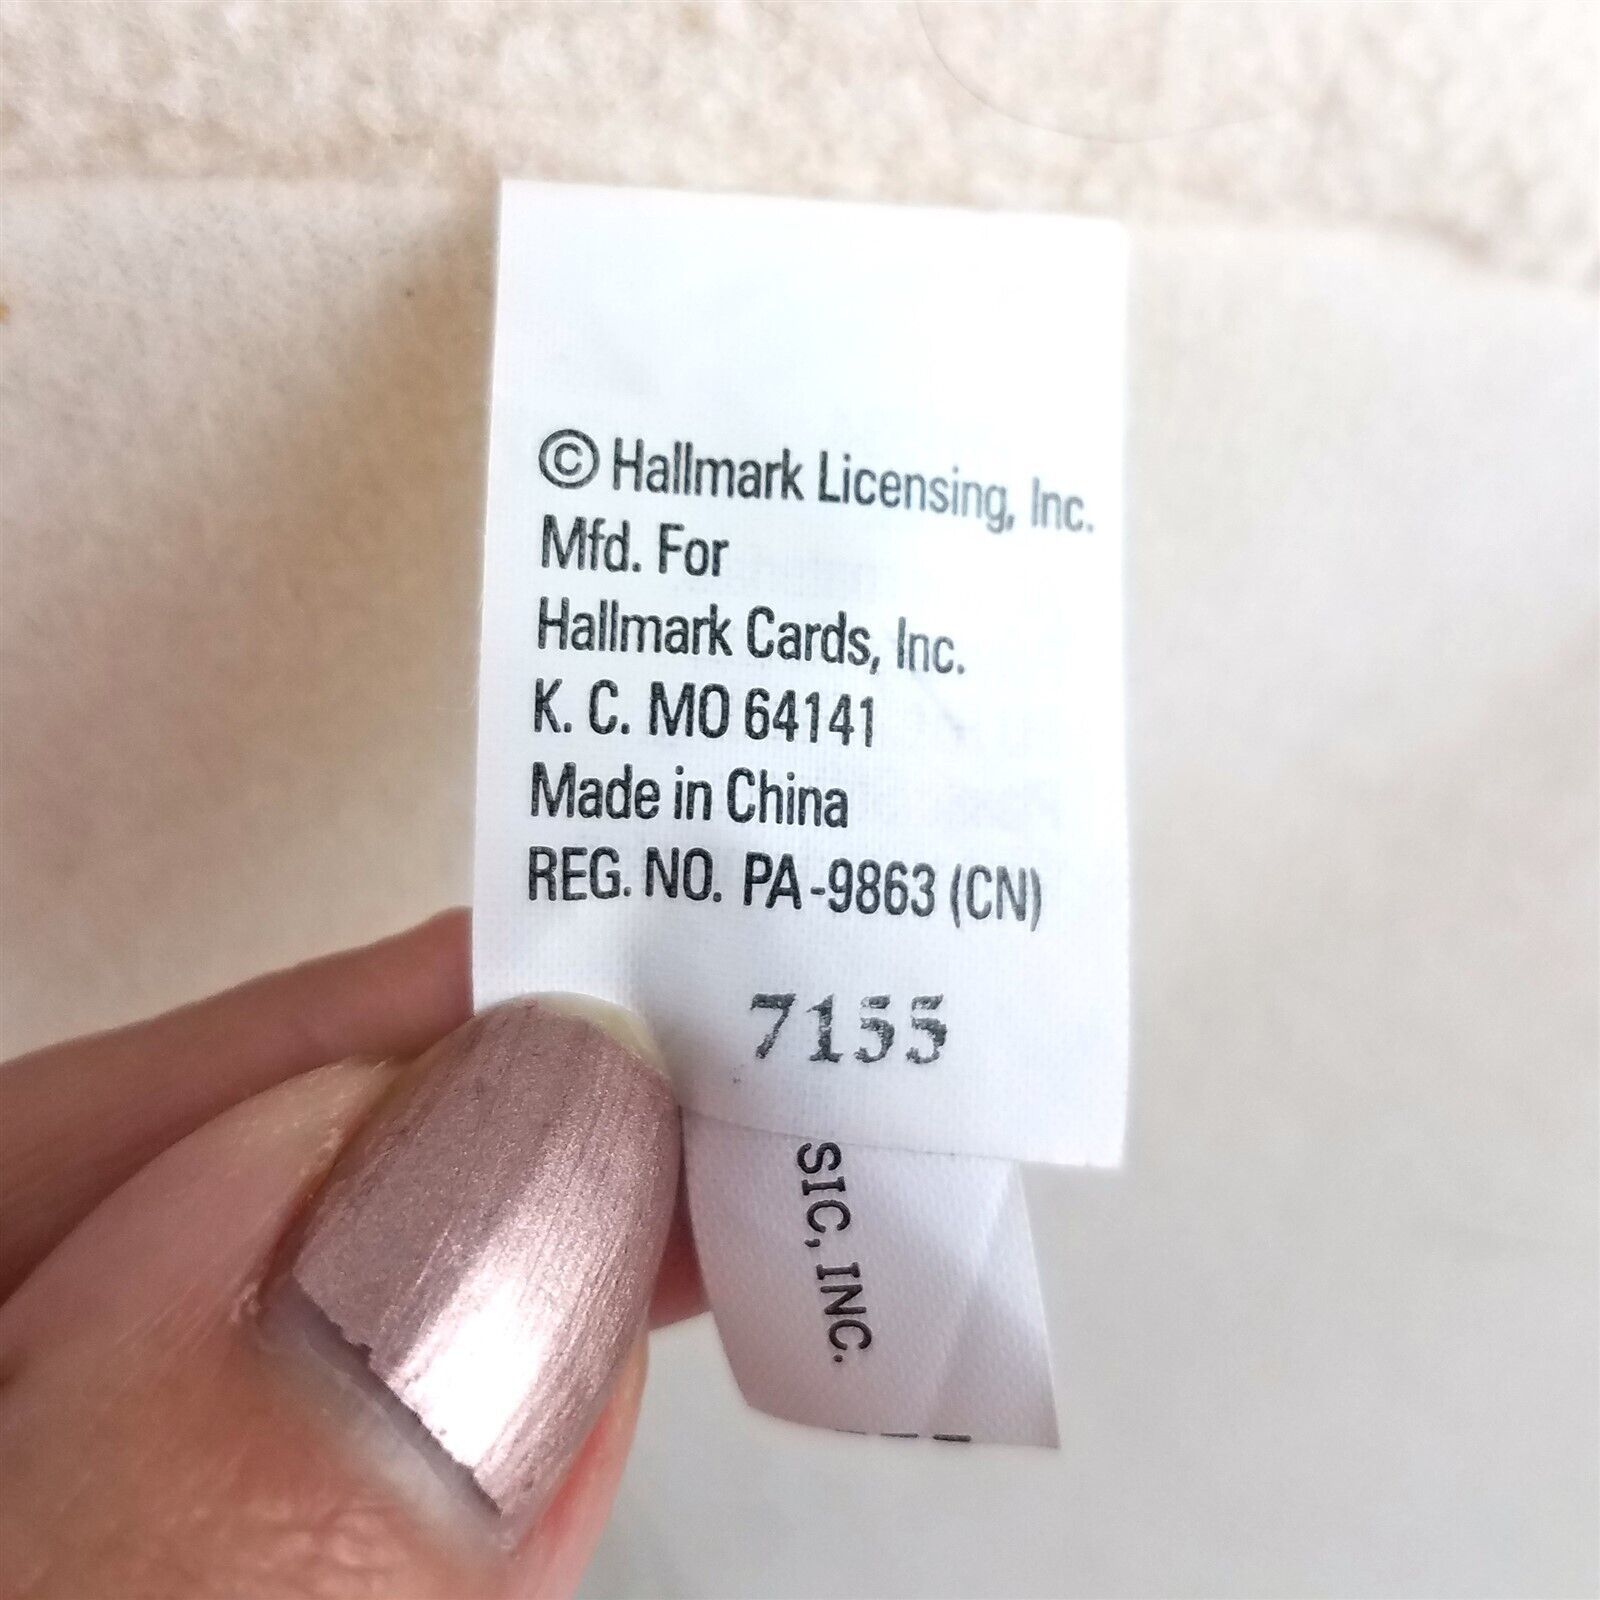 © Hallmark Licensing, Inc.
Mfd. For
Hallmark Cards, Inc.
K. C. MO 64141
Made in China
REG. NO. PA-9863 (CN)
7155
SIC, INC.